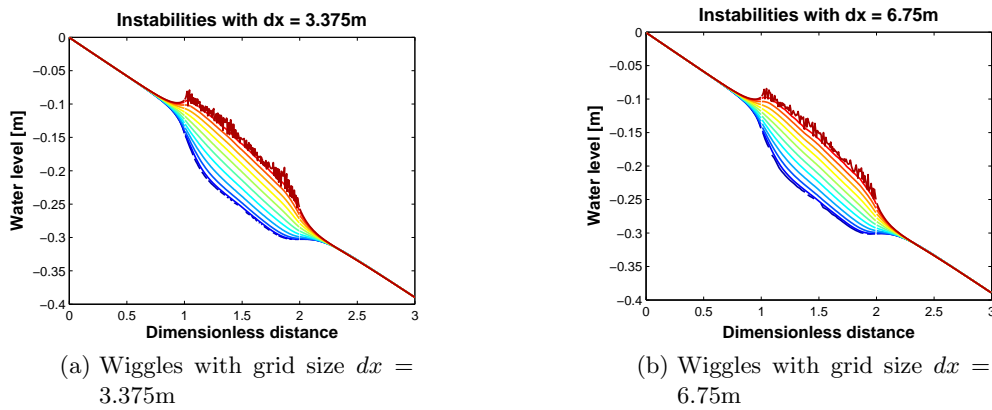 Instabilities with dx = 3.375m
Water level [m]
0
−0.05
−0.1
−0.15
−0.2
−0.25
−0.3
−0.35
−0.4
0 0.5 1 1.5 2 2.5 3
Dimensionless distance
(a) Wiggles with grid size dx =
3.375m
Instabilities with dx = 6.75m
Water level [m]
0
−0.05
−0.1
−0.15
−0.2
−0.25
−0.3
−0.35
−0.4
0 0.5 1 1.5 2 2.5 3
Dimensionless distance
(b) Wiggles with grid size dx =
6.75m